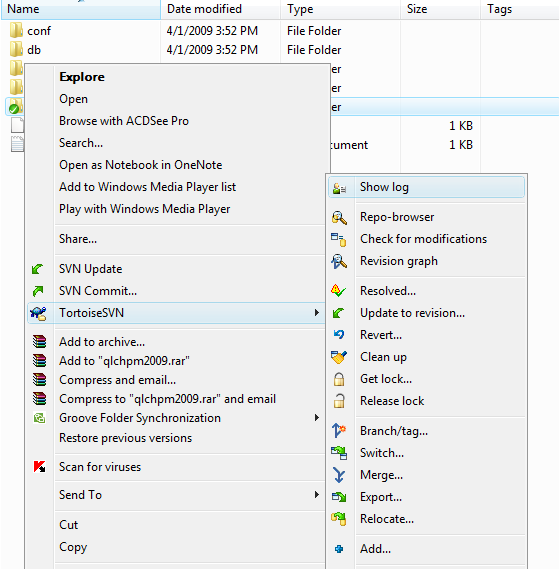 Name Date modified Type Size Tags
conf 4/1/2009 3:52 PM File Folder
db 4/1/2009 3:52 PM File Folder
er
er
er
1 KB
cument 1 KB
Explore
Open
Browse with ACDSee Pro
Search...
Open as Notebook in OneNote
Add to Windows Media Player list
Play with Windows Media Player
Share...
SVN Update
SVN Commit...
TortoiseSVN
Add to archive...
Add to "qlchpm2009.rar"
Compress and email...
Compress to "qlchpm2009.rar" and email
Groove Folder Synchronization
Restore previous versions
Scan for viruses
Send To
Cut
Copy
Show log
Repo-browser
Check for modifications
Revision graph
Resolved...
Update to revision...
Revert...
Clean up
Get lock...
Release lock
Branch/tag...
Switch...
Merge...
Export...
Relocate...
Add...